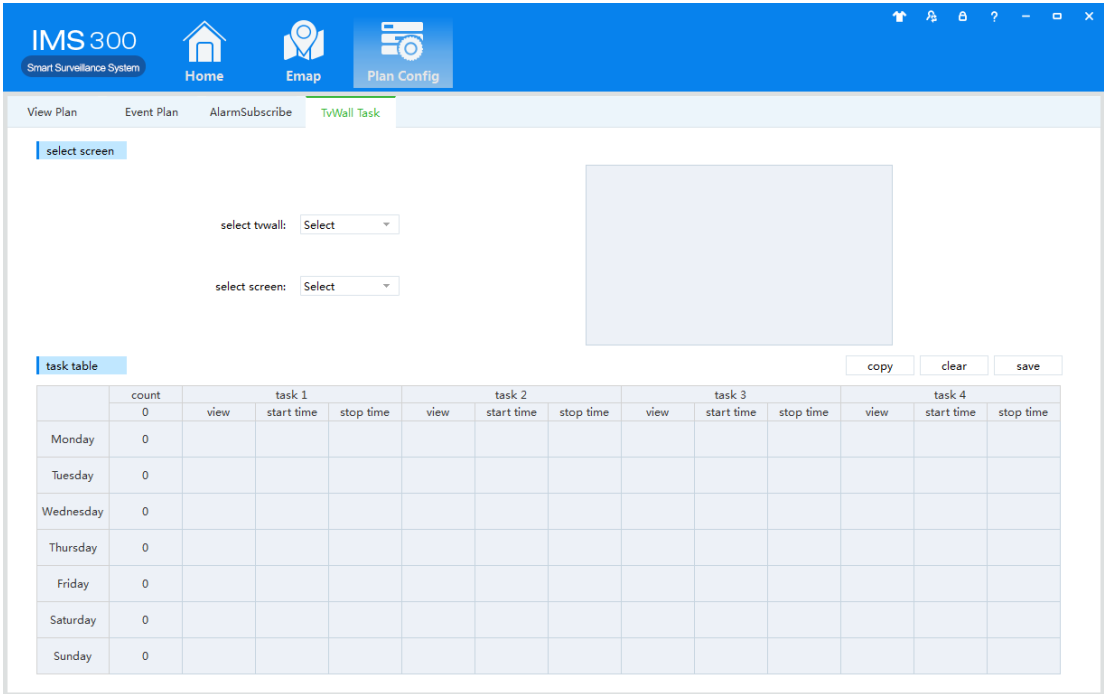 IMS 300
Smart Surveillance System
Home
Emap
Plan Config
?
View Plan Event Plan AlarmSubscribe TvWall Task
select screen
select tvwall: Select
select screen: Select
task table
copy clear save
count task 1 task 2 task 3 task 4
0 view start time stop time view start time stop time view start time stop time view start time stop time
Monday 0
Tuesday 0
Wednesday 0
Thursday 0
Friday 0
Saturday 0
Sunday 0